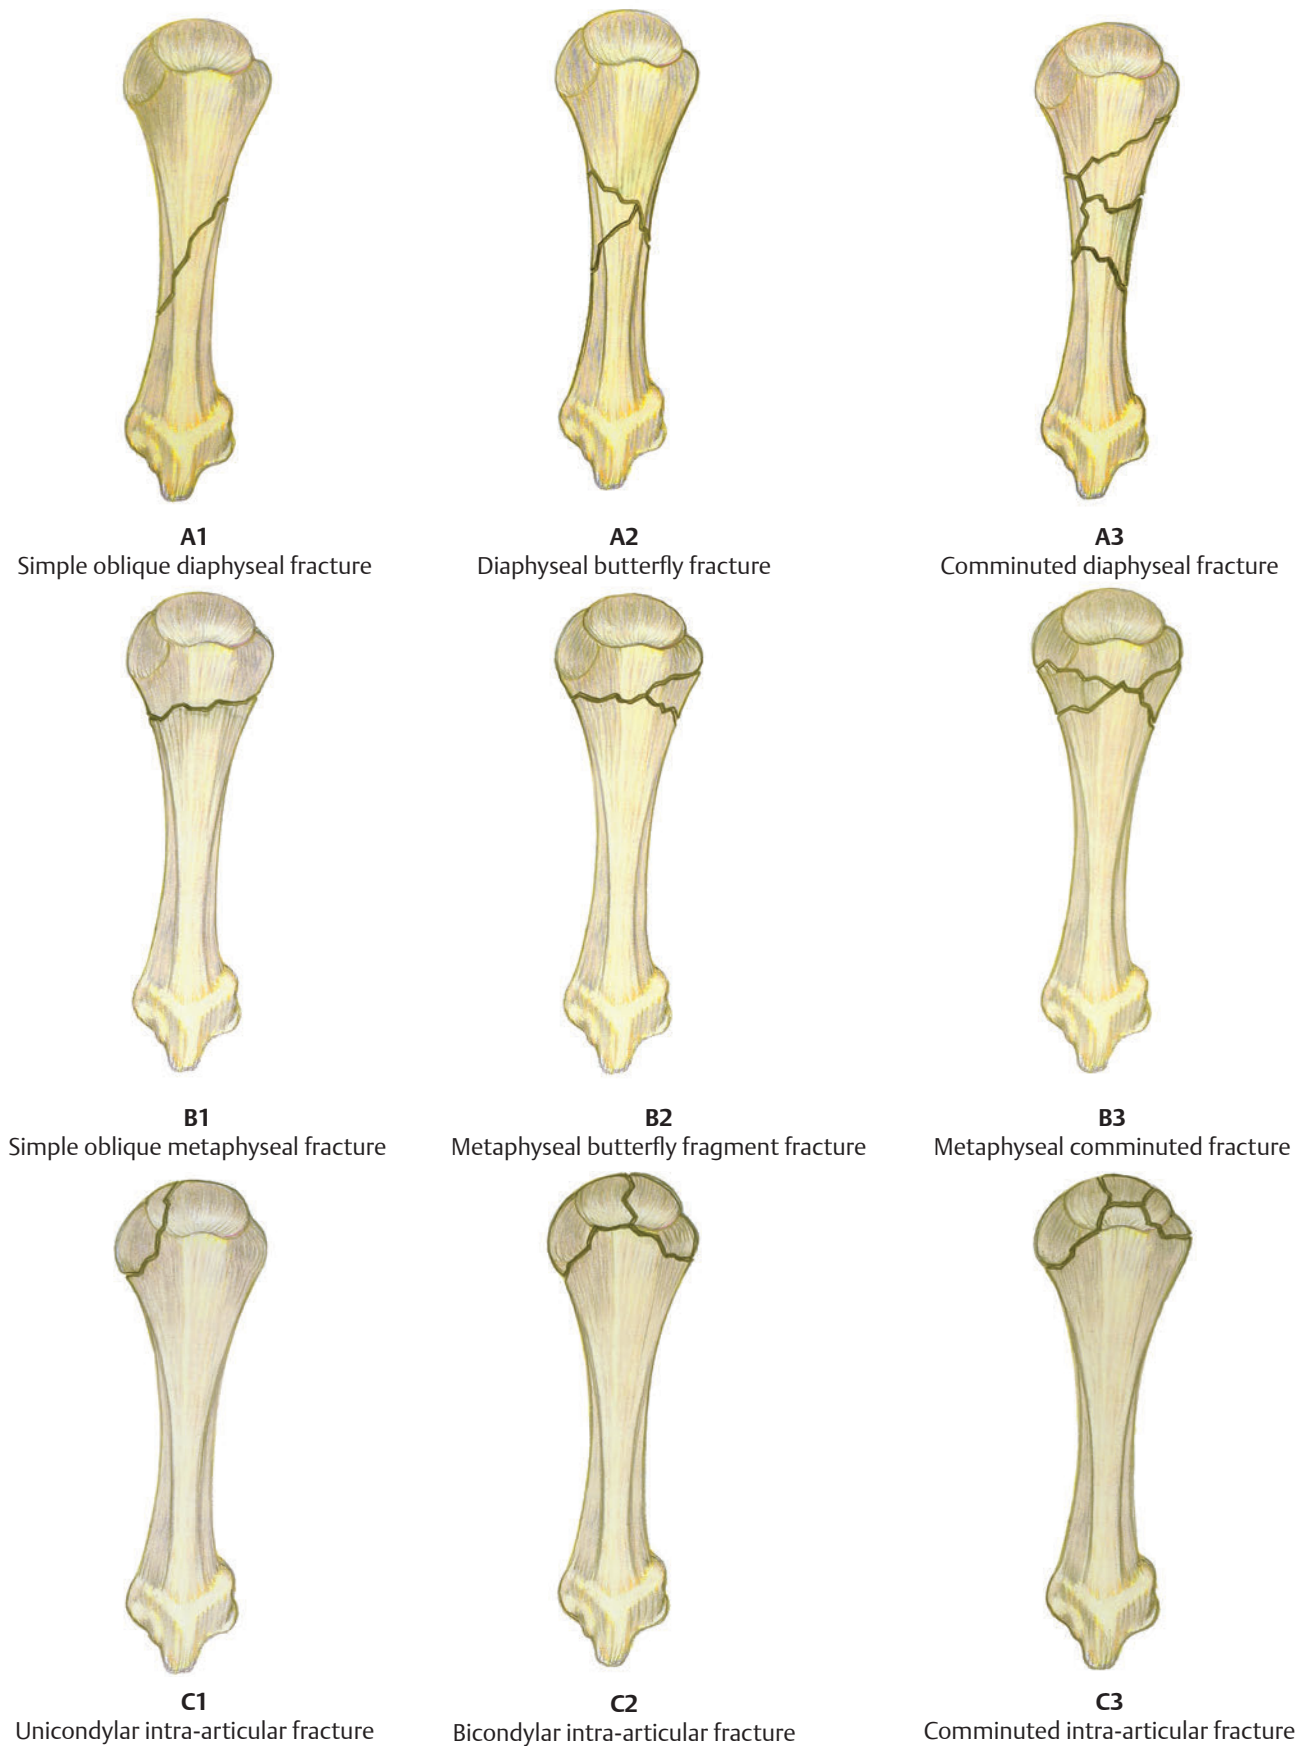 A1
Simple oblique diaphyseal fracture
A2
Diaphyseal butterfly fracture
A3
Comminuted diaphyseal fracture
B1
Simple oblique metaphyseal fracture
B2
Metaphyseal butterfly fragment fracture
B3
Metaphyseal comminuted fracture
C1
Unicondylar intra-articular fracture
C2
Bicondylar intra-articular fracture
C3
Comminuted intra-articular fracture